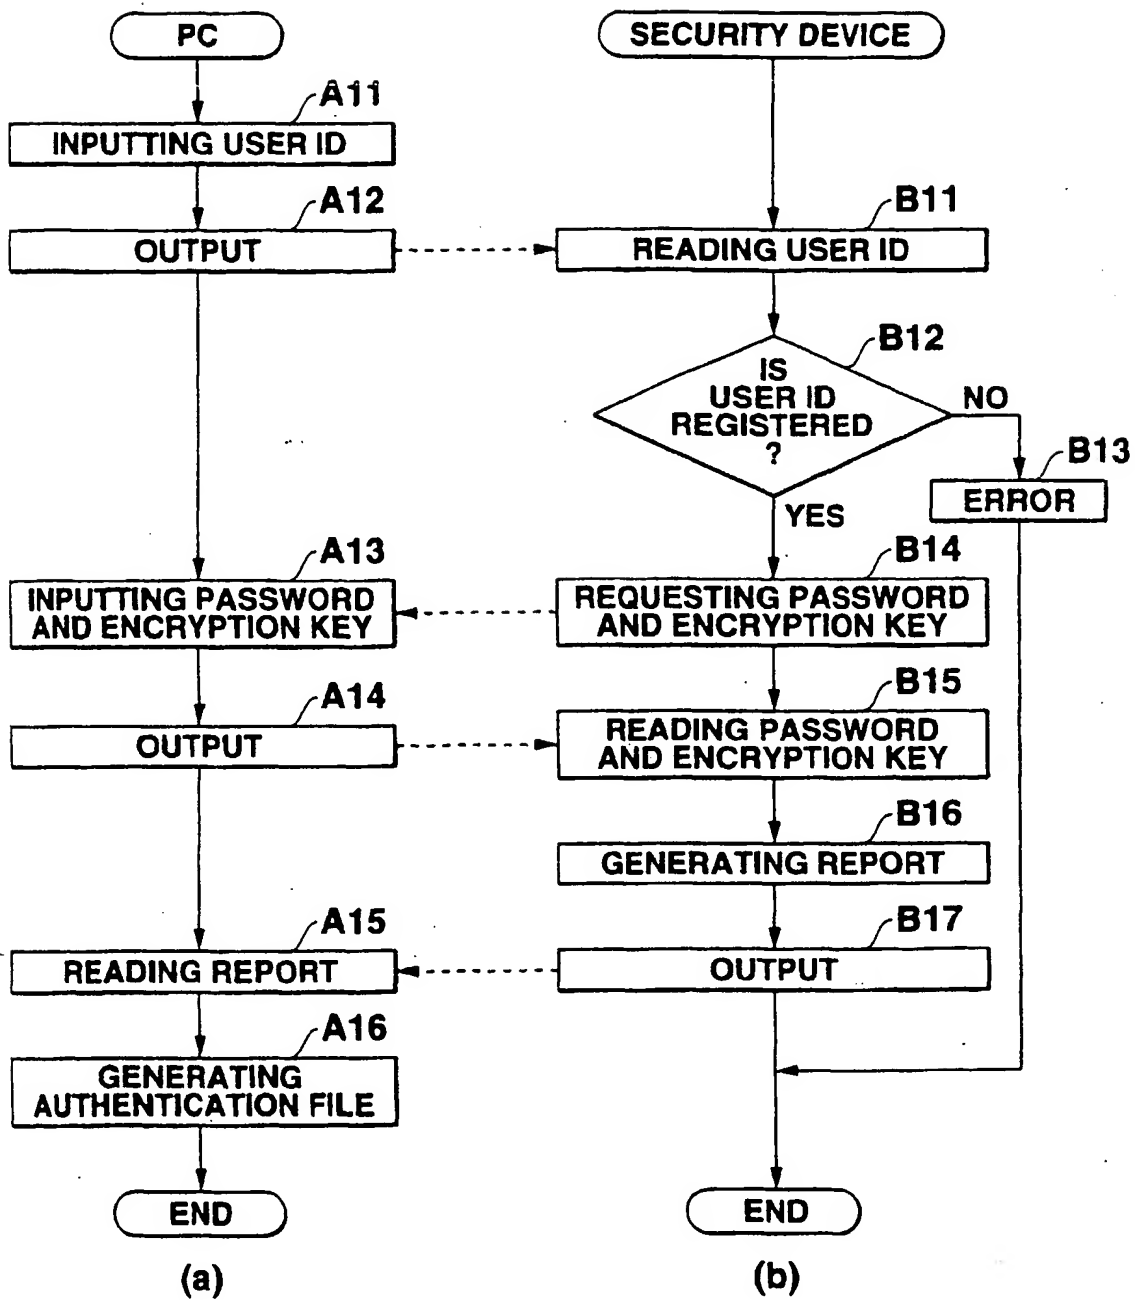 PC
A11
INPUTTING USER ID
A12
OUTPUT
A13
INPUTTING PASSWORD
AND ENCRYPTION KEY
A14
OUTPUT
A15
READING REPORT
A16
GENERATING
AUTHENTICATION FILE
END
(a)
SECURITY DEVICE
B11
READING USER ID
B12
IS
USER ID
REGISTERED
?
NO
B13
ERROR
YES
B14
REQUESTING PASSWORD
AND ENCRYPTION KEY
B15
READING PASSWORD
AND ENCRYPTION KEY
B16
GENERATING REPORT
B17
OUTPUT
END
(b)